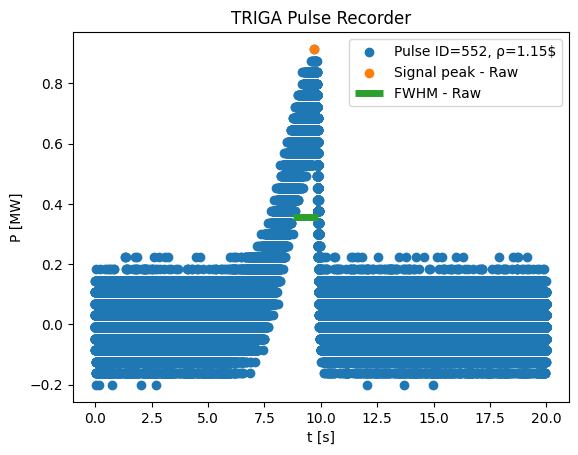 TRIGA Pulse Recorder
Pulse ID=552, ρ=1.15$
Signal peak - Raw
FWHM - Raw
P [MW]
0.8
0.6
0.4
0.2
0.0
−0.2
0.0 2.5 5.0 7.5 10.0 12.5 15.0 17.5 20.0
t [s]